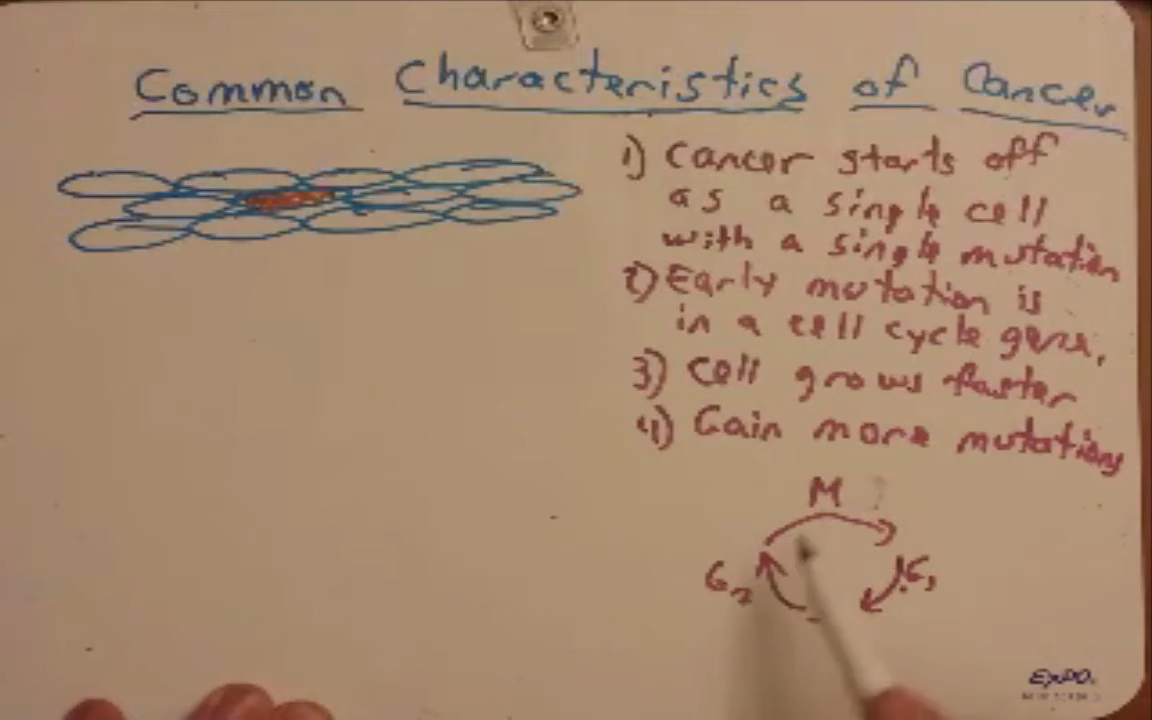 Common Characteristics of Cancer
1) Cancer starts off
as a single cell
with a single mutation
2) Early mutation is
in a cell cycle gene.
3) Cell grows faster
4) Gain more mutations
M
G2
G1
EXPO